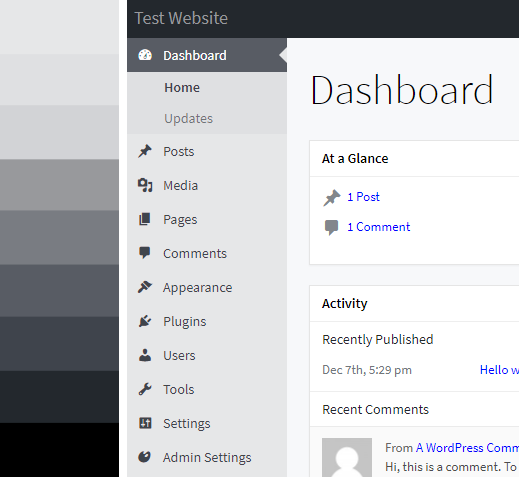 Test Website
Dashboard
Home
Updates
Posts
Media
Pages
Comments
Appearance
Plugins
Users
Tools
Settings
Admin Settings
Dashboard
At a Glance
1 Post
1 Comment
Activity
Recently Published
Dec 7th, 5:29 pm Hello w
Recent Comments
From A WordPress Comm
Hi, this is a comment. To